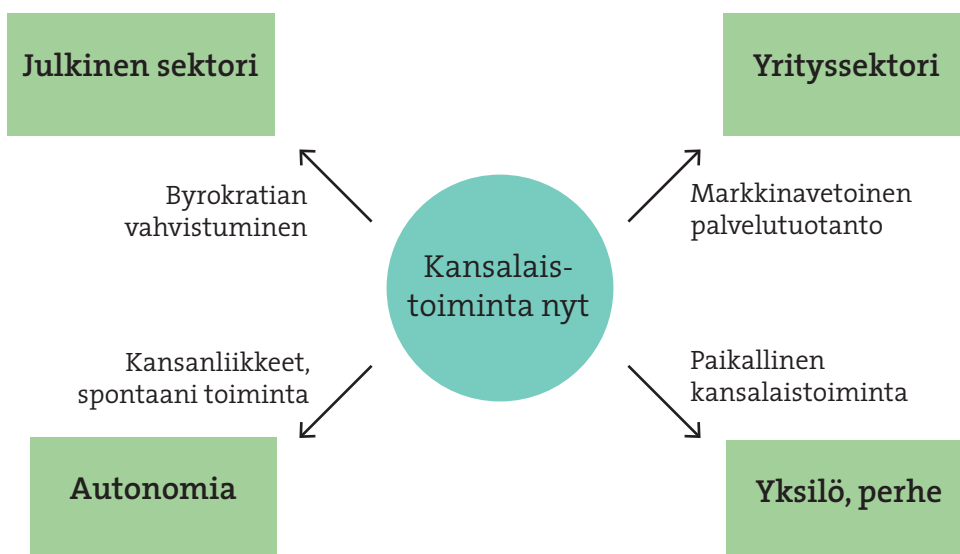 Julkinen sektori
Yrityssektori
Byrokratian
vahvistuminen
Markkinavetoinen
palvelutuotanto
Kansalais-
toiminta nyt
Kansanliikkeet,
spontaani toiminta
Paikallinen
kansalaistoiminta
Autonomia
Yksilö, perhe